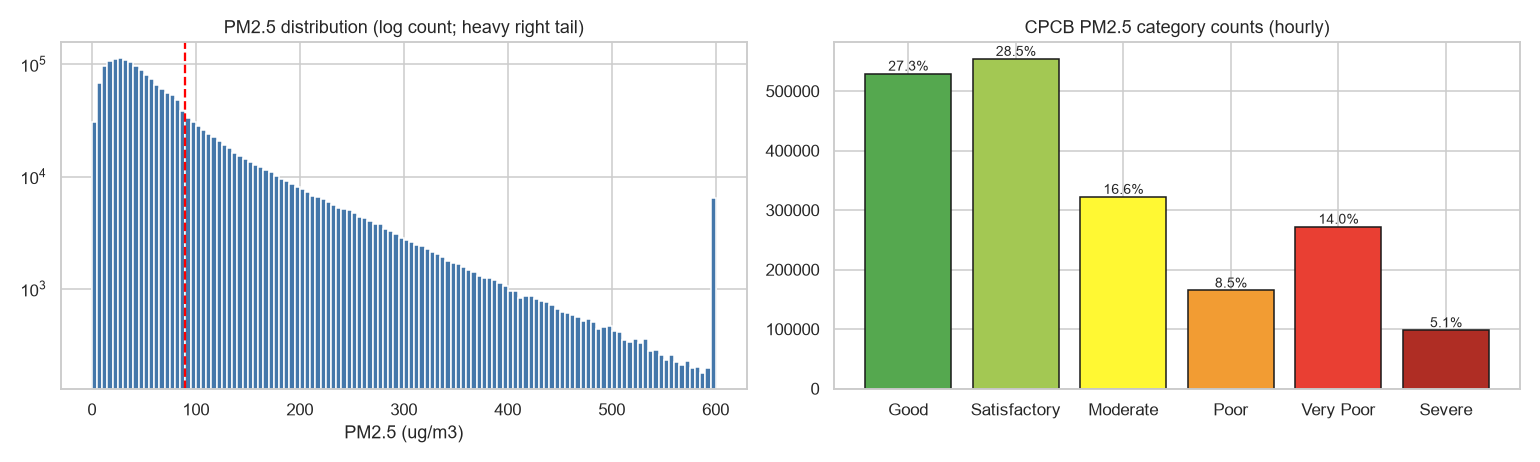 PM2.5 distribution (log count; heavy right tail)
10^5
10^4
10^3
0 100 200 300 400 500 600
PM2.5 (ug/m3)
CPCB PM2.5 category counts (hourly)
500000
400000
300000
200000
100000
0
27.3% 28.5% 16.6% 8.5% 14.0% 5.1%
Good Satisfactory Moderate Poor Very Poor Severe